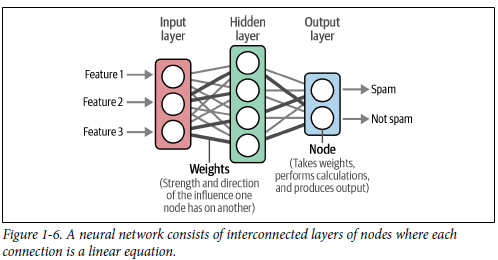 Input
layer
Hidden
layer
Output
layer
Feature 1
Feature 2
Feature 3
Spam
Not spam
Weights
(Strength and direction
of the influence one
node has on another)
Node
(Takes weights,
performs calculations,
and produces output)
Figure 1-6. A neural network consists of interconnected layers of nodes where each
connection is a linear equation.